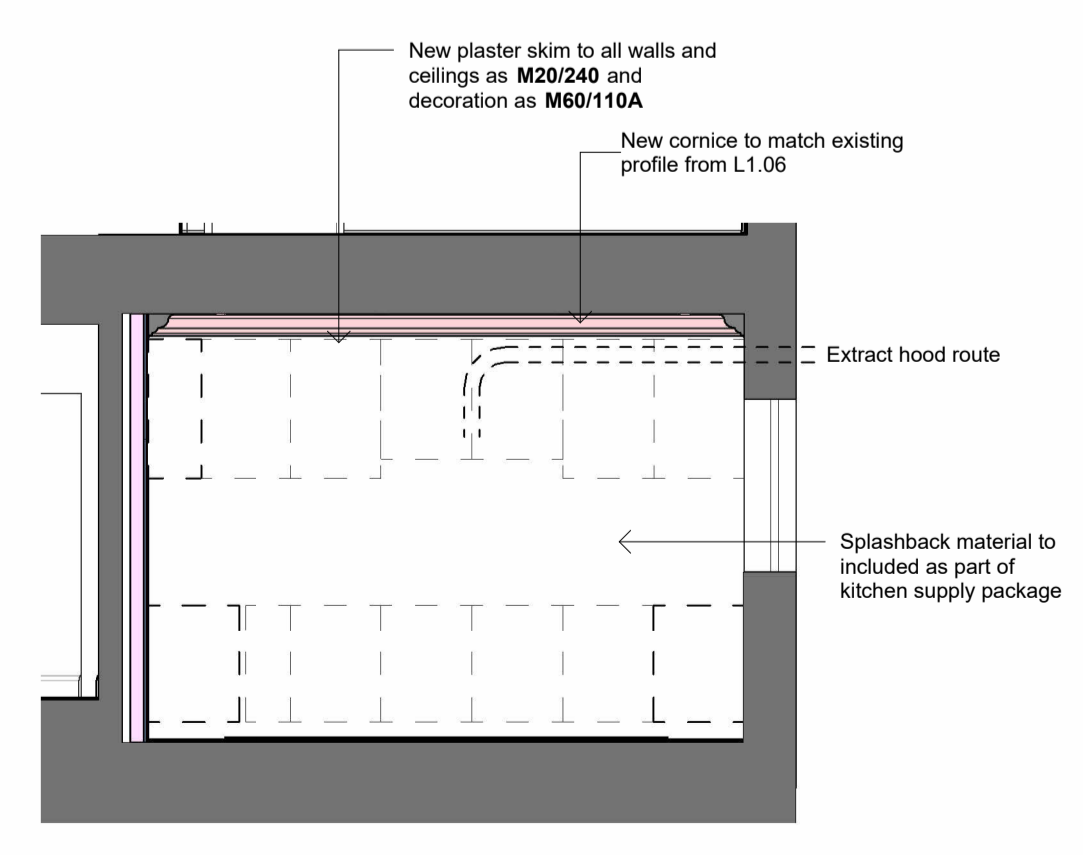 New plaster skim to all walls and
ceilings as M20/240 and
decoration as M60/110A
New cornice to match existing
profile from L1.06
Extract hood route
Splashback material to
included as part of
kitchen supply package